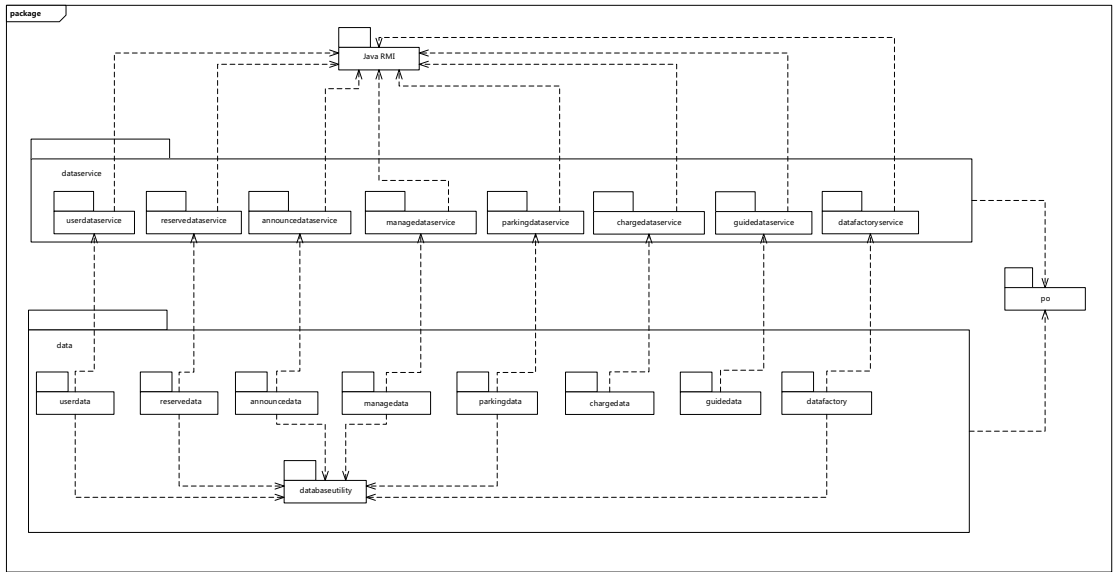 package
Java RMI
dataservice
userdataservice
reservedataservice
announcedataservice
managedataservice
parkingdataservice
chargedataservice
guidedataservice
datafactoryservice
po
data
userdata
reservedata
announcedata
managedata
parkingdata
chargedata
guidedata
datafactory
databaseutility